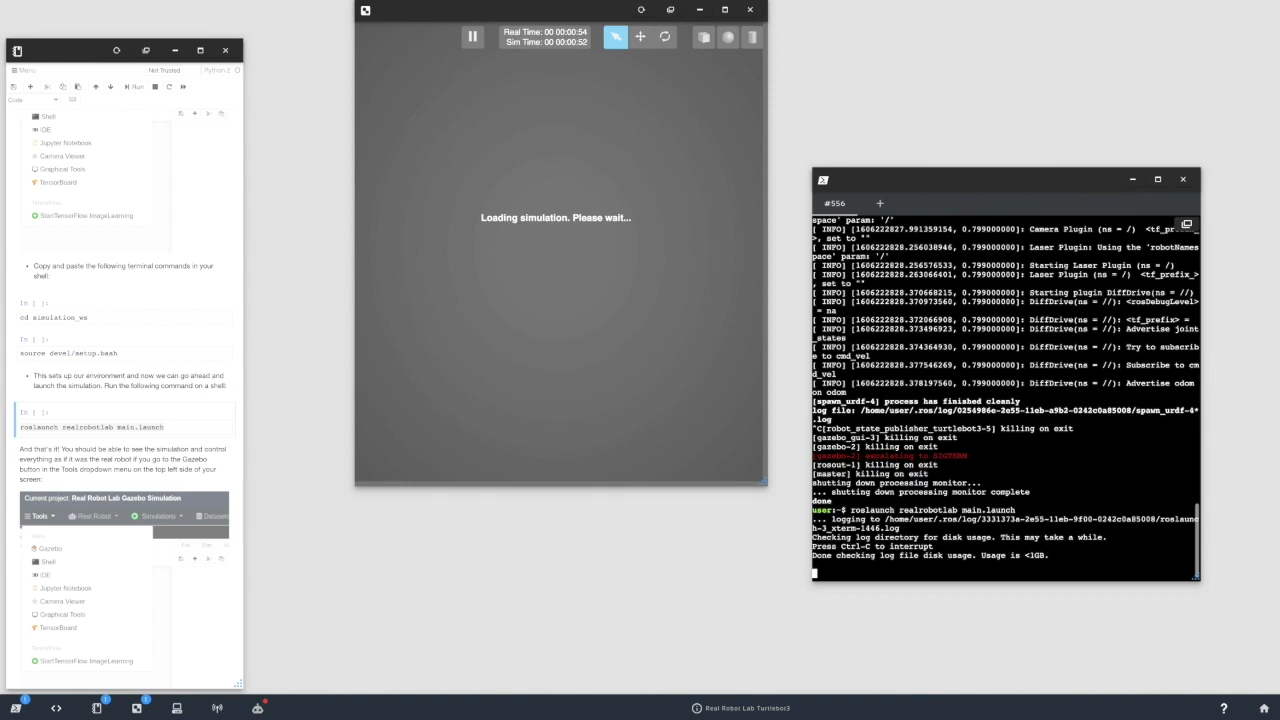 Menu
Not Trusted
Python 2
Run
Code
Shell
IDE
Jupyter Notebook
Camera Viewer
Graphical Tools
TensorBoard
TensorFlow
StartTensorFlow ImageLearning
Copy and paste the following terminal commands in your
shell:
In [ ]:
cd simulation_ws
In [ ]:
source devel/setup.bash
This sets up our environment and now we can go ahead and
launch the simulation. Run the following command on a shell:
In [ ]:
roslaunch realrobotlab main.launch
And that's it! You should be able to see the simulation and control
everything as if it was the real robot if you go to the Gazebo
button in the Tools dropdown menu on the top left side of your
screen:
Current project: Real Robot Lab Gazebo Simulation
Tools
Real Robot
Simulations
Datasets
Apps
Gazebo
Shell
IDE
Jupyter Notebook
Camera Viewer
Graphical Tools
TensorBoard
TensorFlow
StartTensorFlow ImageLearning
Real Time: 00 00:00:54
Sim Time: 00 00:00:52
Loading simulation. Please wait...
#556
space' param: '/'
[ INFO] [1606222827.991359154, 0.799000000]: Camera Plugin (ns = /)  <tf_prefix_
>, set to ""
[ INFO] [1606222828.256038946, 0.799000000]: Laser Plugin: Using the 'robotNames
pace' param: '/'
[ INFO] [1606222828.256576533, 0.799000000]: Starting Laser Plugin (ns = /)
[ INFO] [1606222828.263066401, 0.799000000]: Laser Plugin (ns = /)  <tf_prefix_>
, set to ""
[ INFO] [1606222828.370668215, 0.799000000]: Starting plugin DiffDrive(ns = //)
[ INFO] [1606222828.370973560, 0.799000000]: DiffDrive(ns = //): <rosDebugLevel>
= na
[ INFO] [1606222828.372066908, 0.799000000]: DiffDrive(ns = //): <tf_prefix> =
[ INFO] [1606222828.373496923, 0.799000000]: DiffDrive(ns = //): Advertise joint
_states
[ INFO] [1606222828.374364930, 0.799000000]: DiffDrive(ns = //): Try to subscrib
e to cmd_vel
[ INFO] [1606222828.377546269, 0.799000000]: DiffDrive(ns = //): Subscribe to cm
d_vel
[ INFO] [1606222828.378197560, 0.799000000]: DiffDrive(ns = //): Advertise odom
on odom
[spawn_urdf-4] process has finished cleanly
log file: /home/user/.ros/log/0254986e-2e55-11eb-a9b2-0242c0a85008/spawn_urdf-4*
.log
^C[robot_state_publisher_turtlebot3-5] killing on exit
[gazebo_gui-3] killing on exit
[gazebo-2] killing on exit
[gazebo-2] escalating to SIGTERM
[rosout-1] killing on exit
[master] killing on exit
shutting down processing monitor...
... shutting down processing monitor complete
done
user:~$ roslaunch realrobotlab main.launch
... logging to /home/user/.ros/log/3331373a-2e55-11eb-9f00-0242c0a85008/roslaunc
h-3_xterm-1446.log
Checking log directory for disk usage. This may take a while.
Press Ctrl-C to interrupt
Done checking log file disk usage. Usage is <1GB.
1
1
1
Real Robot Lab Turtlebot3
?